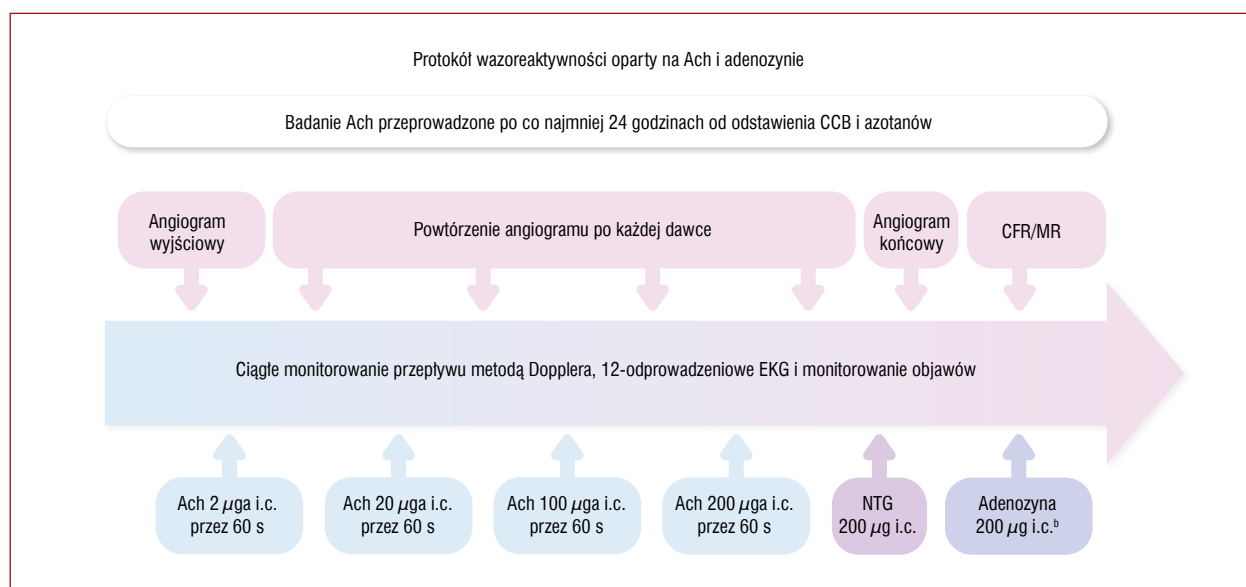 Protokół wazoreaktywności oparty na Ach i adenozynie
Badanie Ach przeprowadzone po co najmniej 24 godzinach od odstawienia CCB i azotanów
Angiogram
wyjściowy
Powtórzenie angiogramu po każdej dawce
Angiogram
końcowy
CFR/MR
Ciągłe monitorowanie przepływu metodą Dopplera, 12-odprowadzeniowe EKG i monitorowanie objawów
Ach 2 µga i.c.
przez 60 s
Ach 20 µga i.c.
przez 60 s
Ach 100 µga i.c.
przez 60 s
Ach 200 µga i.c.
przez 60 s
NTG
200 µg i.c.
Adenozyna
200 µg i.c.ᵇ